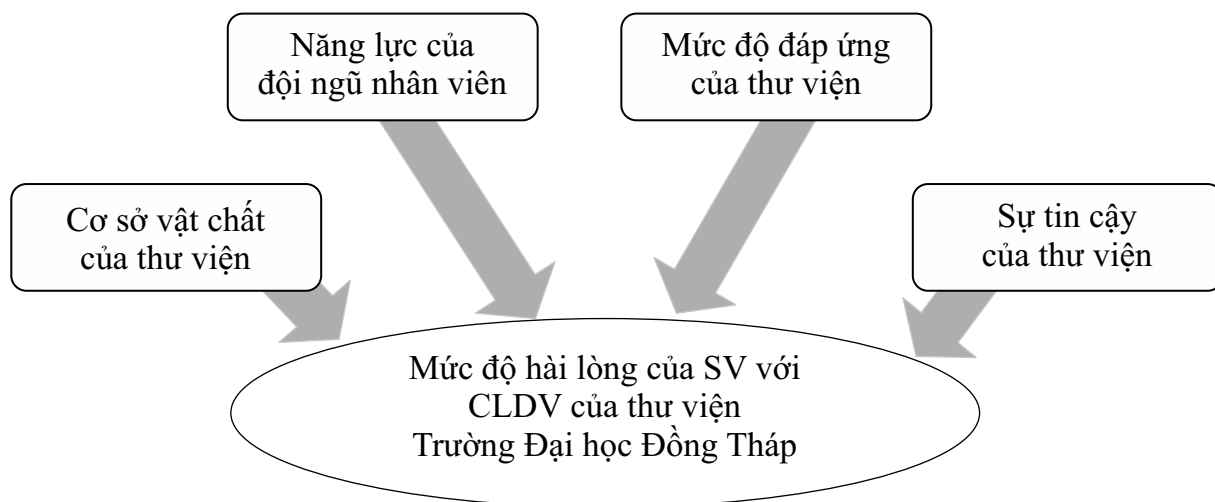 Năng lực của
đội ngũ nhân viên
Mức độ đáp ứng
của thư viện
Cơ sở vật chất
của thư viện
Sự tin cậy
của thư viện
Mức độ hài lòng của SV với
CLDV của thư viện
Trường Đại học Đồng Tháp